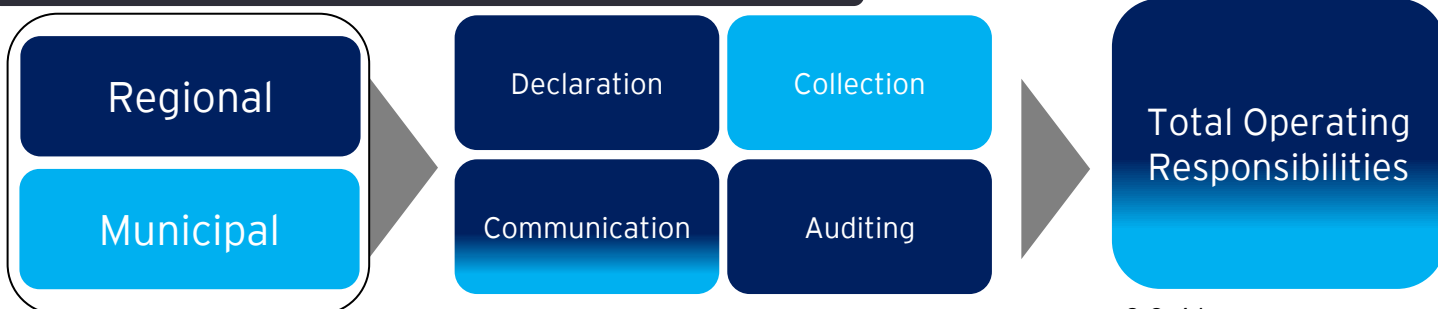 Regional
Municipal
Declaration
Collection
Communication
Auditing
Total Operating
Responsibilities